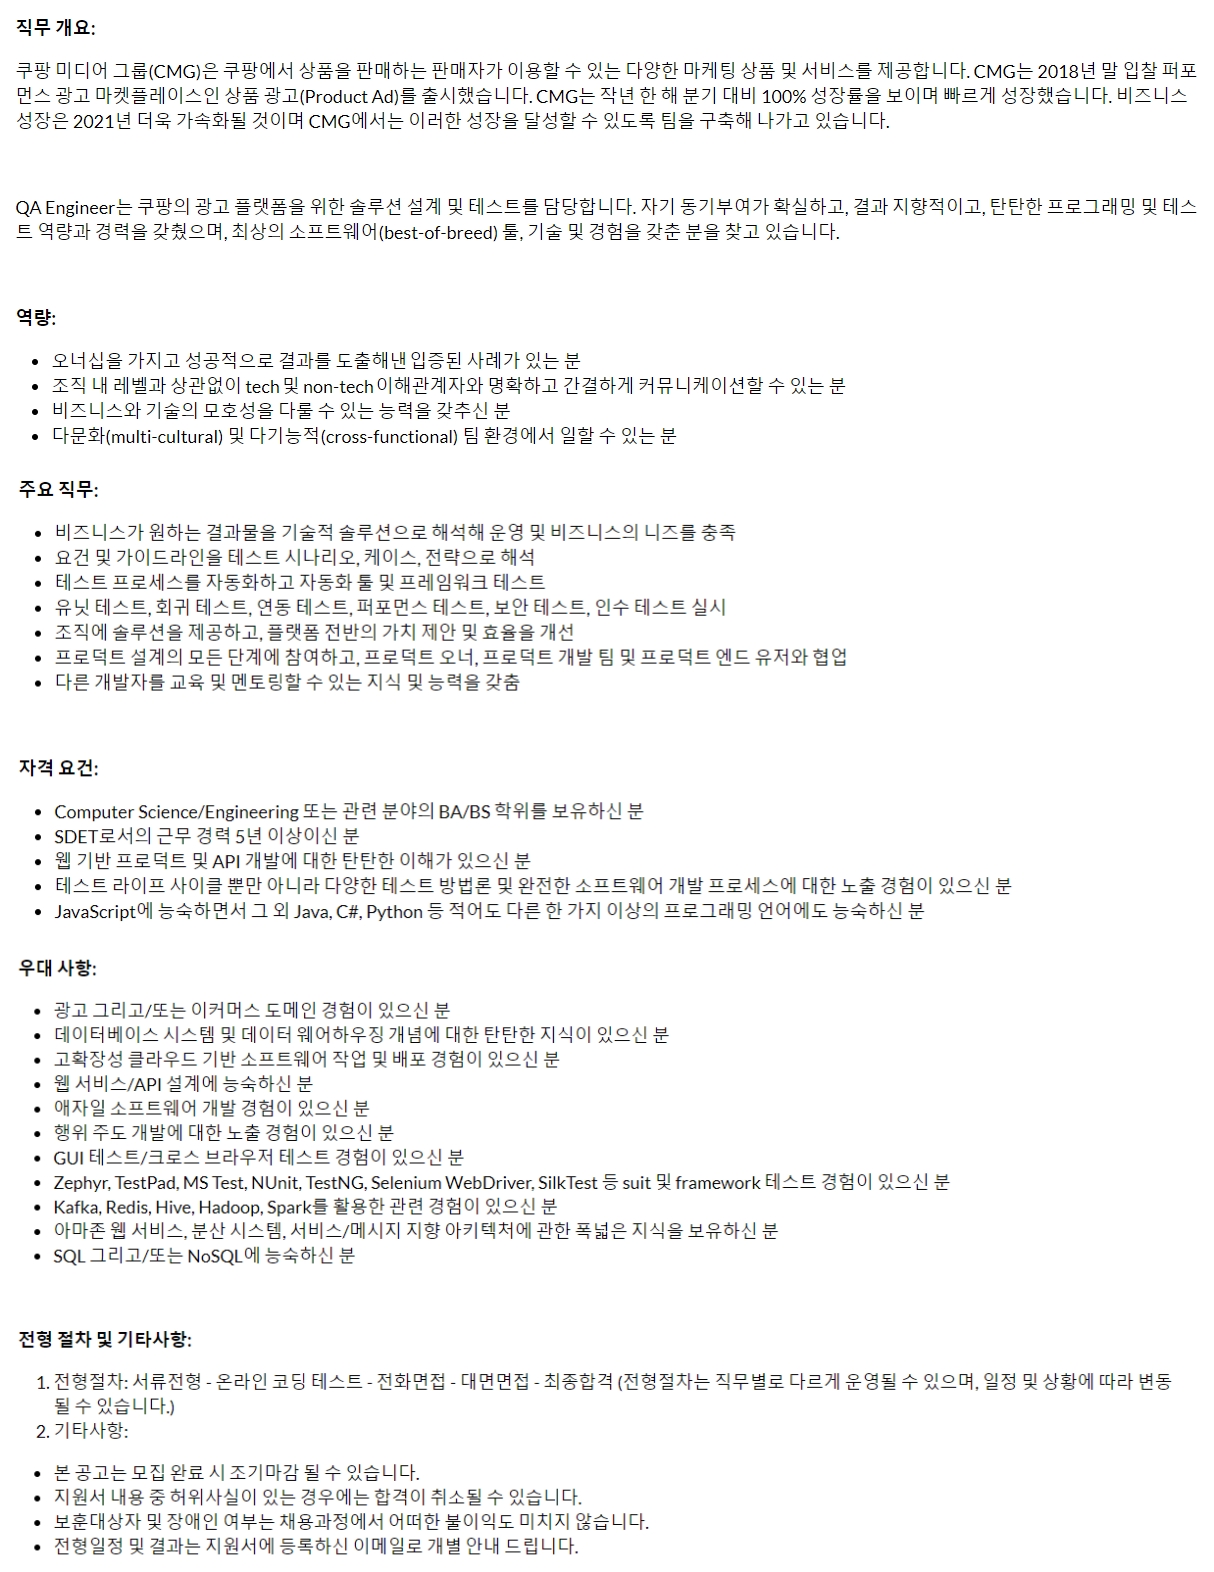 직무 개요:
쿠팡 미디어 그룹(CMG)은 쿠팡에서 상품을 판매하는 판매자가 이용할 수 있는 다양한 마케팅 상품 및 서비스를 제공합니다. CMG는 2018년 말 입찰 퍼포
먼스 광고 마켓플레이스인 상품 광고(Product Ad)를 출시했습니다. CMG는 작년 한 해 분기 대비 100% 성장률을 보이며 빠르게 성장했습니다. 비즈니스
성장은 2021년 더욱 가속화될 것이며 CMG에서는 이러한 성장을 달성할 수 있도록 팀을 구축해 나가고 있습니다.
QA Engineer는 쿠팡의 광고 플랫폼을 위한 솔루션 설계 및 테스트를 담당합니다. 자기 동기부여가 확실하고, 결과 지향적이고, 탄탄한 프로그래밍 및 테스
트 역량과 경력을 갖췄으며, 최상의 소프트웨어(best-of-breed) 툴, 기술 및 경험을 갖춘 분을 찾고 있습니다.
역량:
• 오너십을 가지고 성공적으로 결과를 도출해낸 입증된 사례가 있는 분
• 조직 내 레벨과 상관없이 tech 및 non-tech 이해관계자와 명확하고 간결하게 커뮤니케이션할 수 있는 분
• 비즈니스와 기술의 모호성을 다룰 수 있는 능력을 갖추신 분
• 다문화(multi-cultural) 및 다기능적(cross-functional) 팀 환경에서 일할 수 있는 분
주요 직무:
• 비즈니스가 원하는 결과물을 기술적 솔루션으로 해석해 운영 및 비즈니스의 니즈를 충족
• 요건 및 가이드라인을 테스트 시나리오, 케이스, 전략으로 해석
• 테스트 프로세스를 자동화하고 자동화 툴 및 프레임워크 테스트
• 유닛 테스트, 회귀 테스트, 연동 테스트, 퍼포먼스 테스트, 보안 테스트, 인수 테스트 실시
• 조직에 솔루션을 제공하고, 플랫폼 전반의 가치 제안 및 효율을 개선
• 프로덕트 설계의 모든 단계에 참여하고, 프로덕트 오너, 프로덕트 개발 팀 및 프로덕트 엔드 유저와 협업
• 다른 개발자를 교육 및 멘토링할 수 있는 지식 및 능력을 갖춤
자격 요건:
• Computer Science/Engineering 또는 관련 분야의 BA/BS 학위를 보유하신 분
• SDET로서의 근무 경력 5년 이상이신 분
• 웹 기반 프로덕트 및 API 개발에 대한 탄탄한 이해가 있으신 분
• 테스트 라이프 사이클 뿐만 아니라 다양한 테스트 방법론 및 완전한 소프트웨어 개발 프로세스에 대한 노출 경험이 있으신 분
• JavaScript에 능숙하면서 그 외 Java, C#, Python 등 적어도 다른 한 가지 이상의 프로그래밍 언어에도 능숙하신 분
우대 사항:
• 광고 그리고/또는 이커머스 도메인 경험이 있으신 분
• 데이터베이스 시스템 및 데이터 웨어하우징 개념에 대한 탄탄한 지식이 있으신 분
• 고확장성 클라우드 기반 소프트웨어 작업 및 배포 경험이 있으신 분
• 웹 서비스/API 설계에 능숙하신 분
• 애자일 소프트웨어 개발 경험이 있으신 분
• 행위 주도 개발에 대한 노출 경험이 있으신 분
• GUI 테스트/크로스 브라우저 테스트 경험이 있으신 분
• Zephyr, TestPad, MS Test, NUnit, TestNG, Selenium WebDriver, SilkTest 등 suit 및 framework 테스트 경험이 있으신 분
• Kafka, Redis, Hive, Hadoop, Spark를 활용한 관련 경험이 있으신 분
• 아마존 웹 서비스, 분산 시스템, 서비스/메시지 지향 아키텍처에 관한 폭넓은 지식을 보유하신 분
• SQL 그리고/또는 NoSQL에 능숙하신 분
전형 절차 및 기타사항:
1. 전형절차: 서류전형 - 온라인 코딩 테스트 - 전화면접 - 대면면접 - 최종합격 (전형절차는 직무별로 다르게 운영될 수 있으며, 일정 및 상황에 따라 변동
될 수 있습니다.)
2. 기타사항:
• 본 공고는 모집 완료 시 조기마감 될 수 있습니다.
• 지원서 내용 중 허위사실이 있는 경우에는 합격이 취소될 수 있습니다.
• 보훈대상자 및 장애인 여부는 채용과정에서 어떠한 불이익도 미치지 않습니다.
• 전형일정 및 결과는 지원서에 등록하신 이메일로 개별 안내 드립니다.